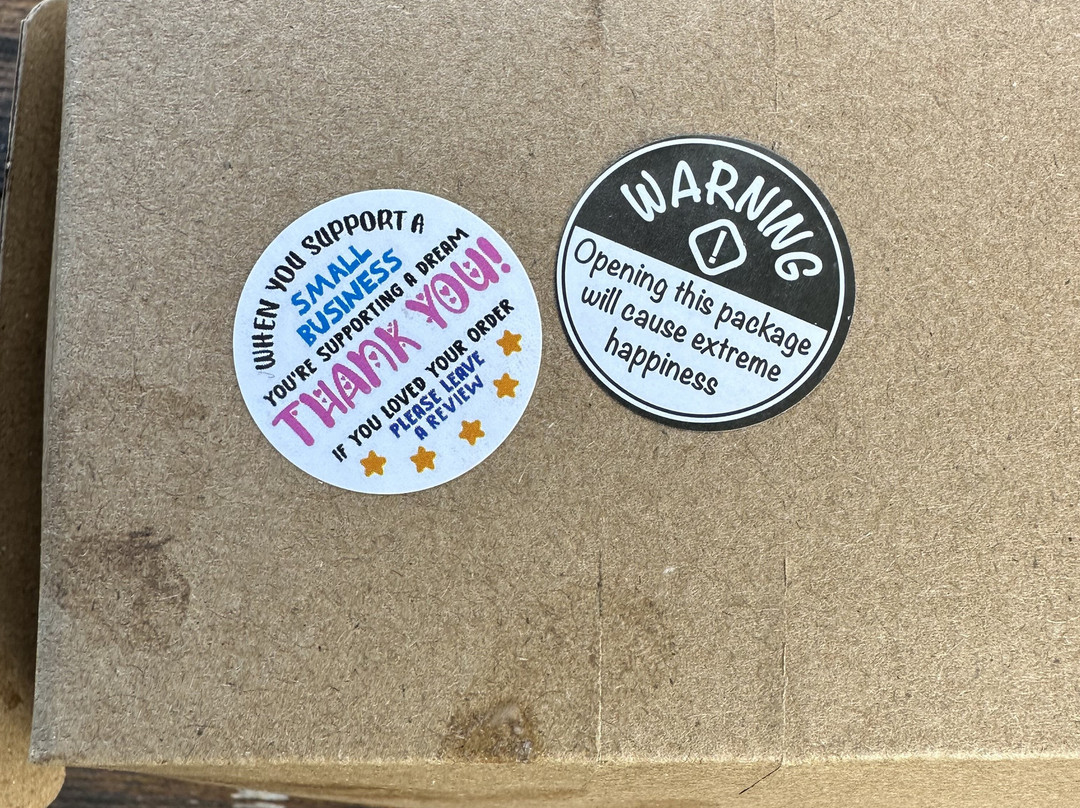 WHEN YOU SUPPORT A
SMALL
BUSINESS
YOU'RE SUPPORTING A DREAM
THANK YOU!
IF YOU LOVED YOUR ORDER
PLEASE LEAVE
A REVIEW
WARNING
!
Opening this package
will cause extreme
happiness